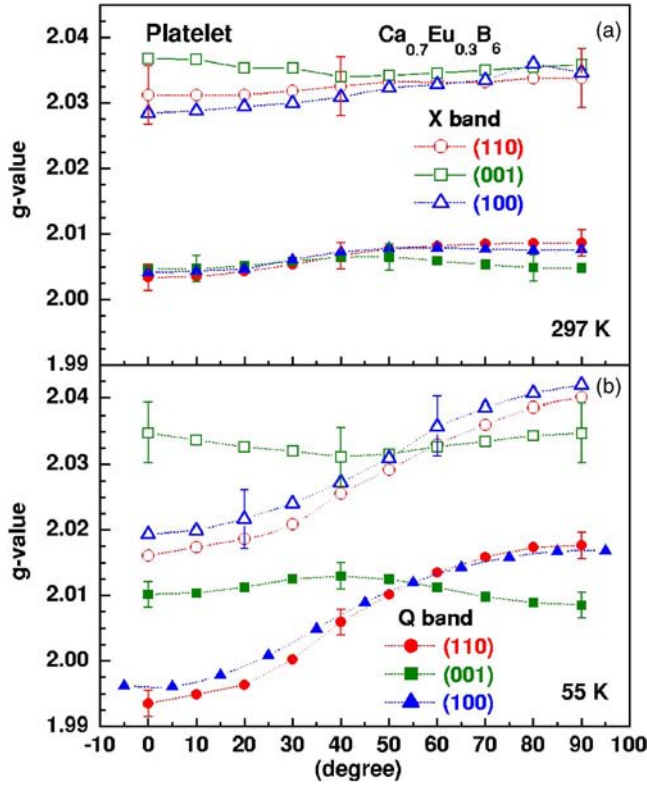 Platelet
Ca0.7Eu0.3B6
(a)
2.04
2.03
2.02
2.01
2.00
1.99
g-value
X band
(110)
(001)
(100)
297 K
(b)
2.04
2.03
2.02
2.01
2.00
1.99
g-value
Q band
(110)
(001)
(100)
55 K
-10 0 10 20 30 40 50 60 70 80 90 100
(degree)